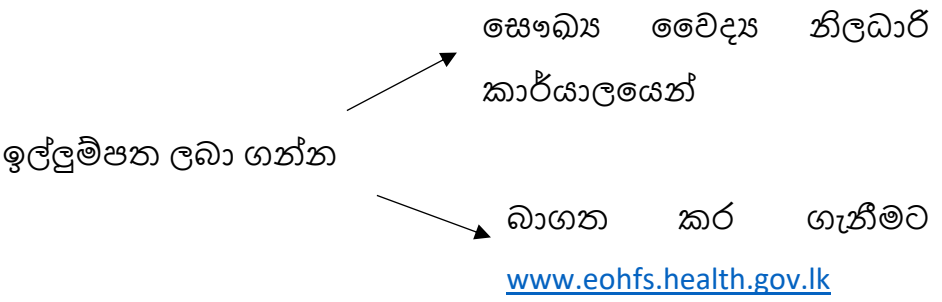 සෞඛ්‍ය වෛද්‍ය නිලධාරි
කාර්යාලයෙන්
ඉල්ලුම්පත ලබා ගන්න
බාගත කර ගැනීමට
www.eohfs.health.gov.lk